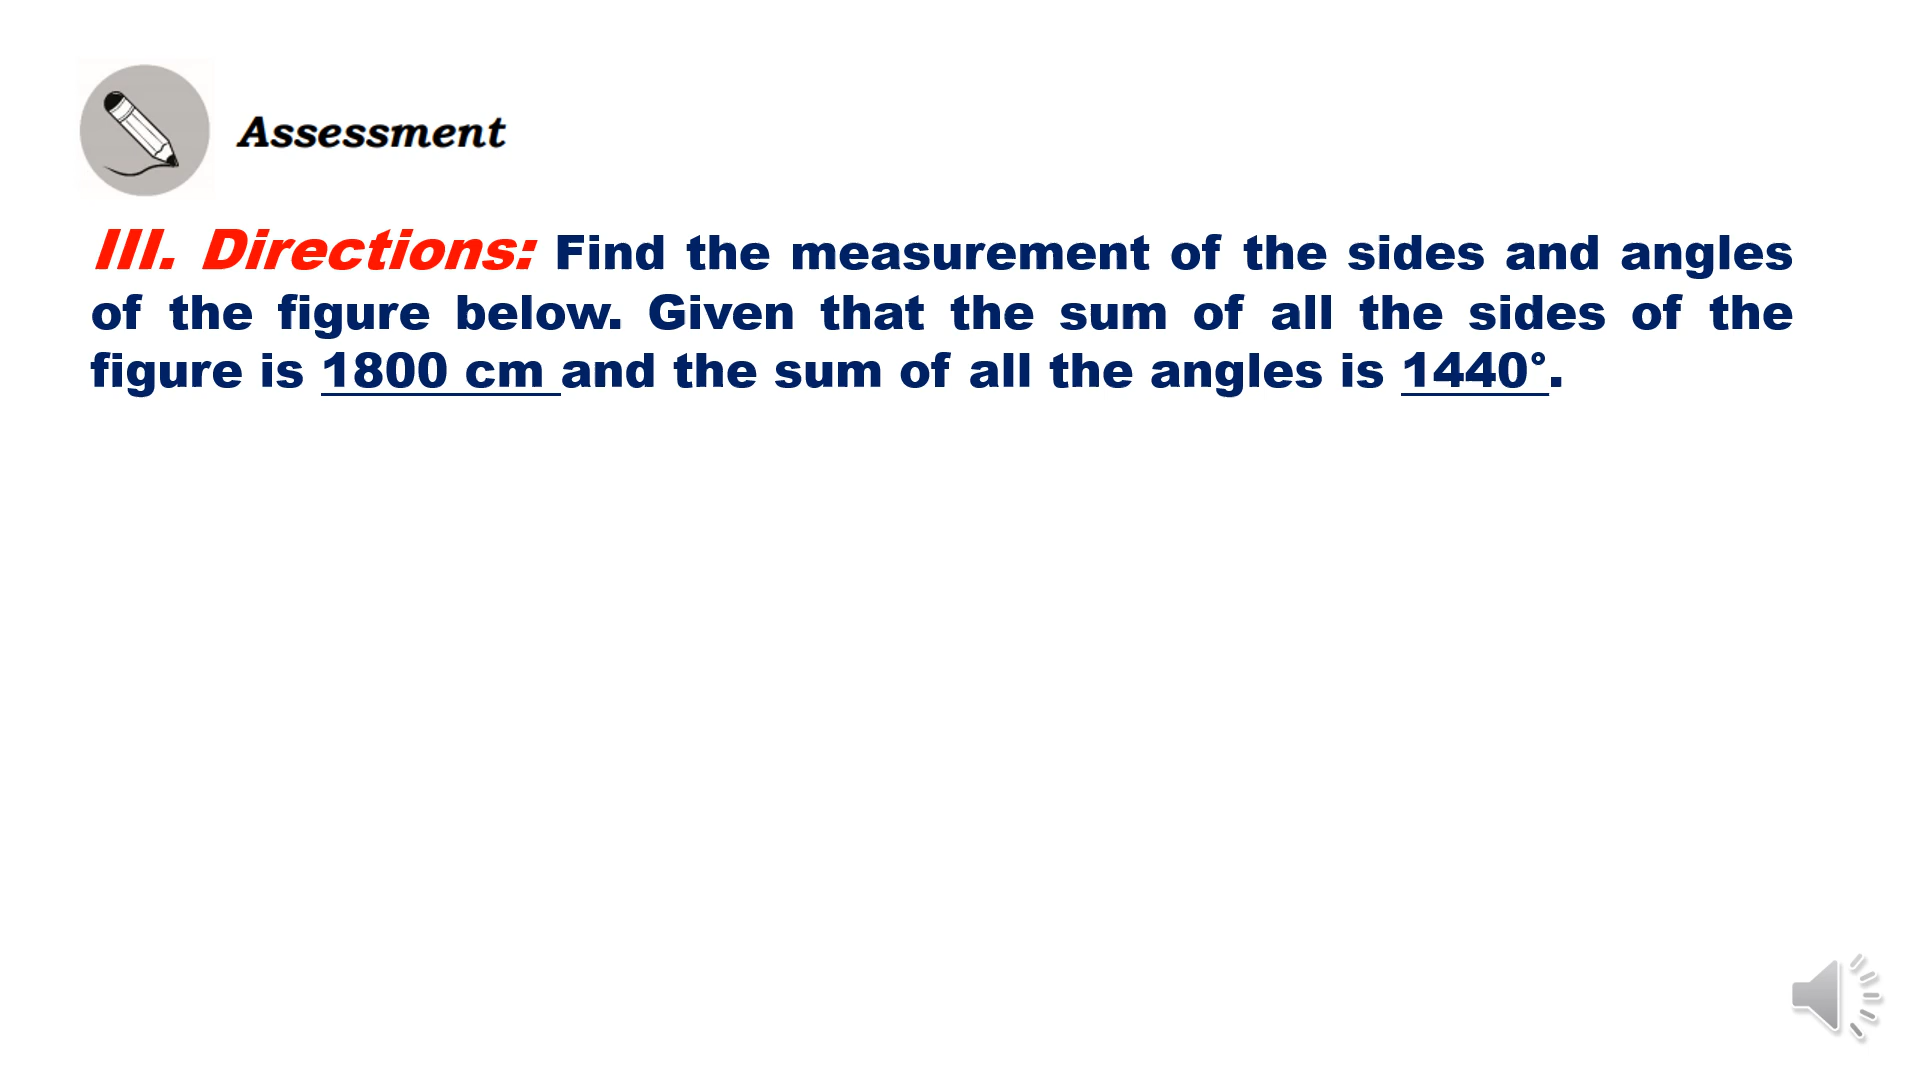 Assessment
III. Directions: Find the measurement of the sides and angles
of the figure below. Given that the sum of all the sides of the
figure is 1800 cm and the sum of all the angles is 1440°.